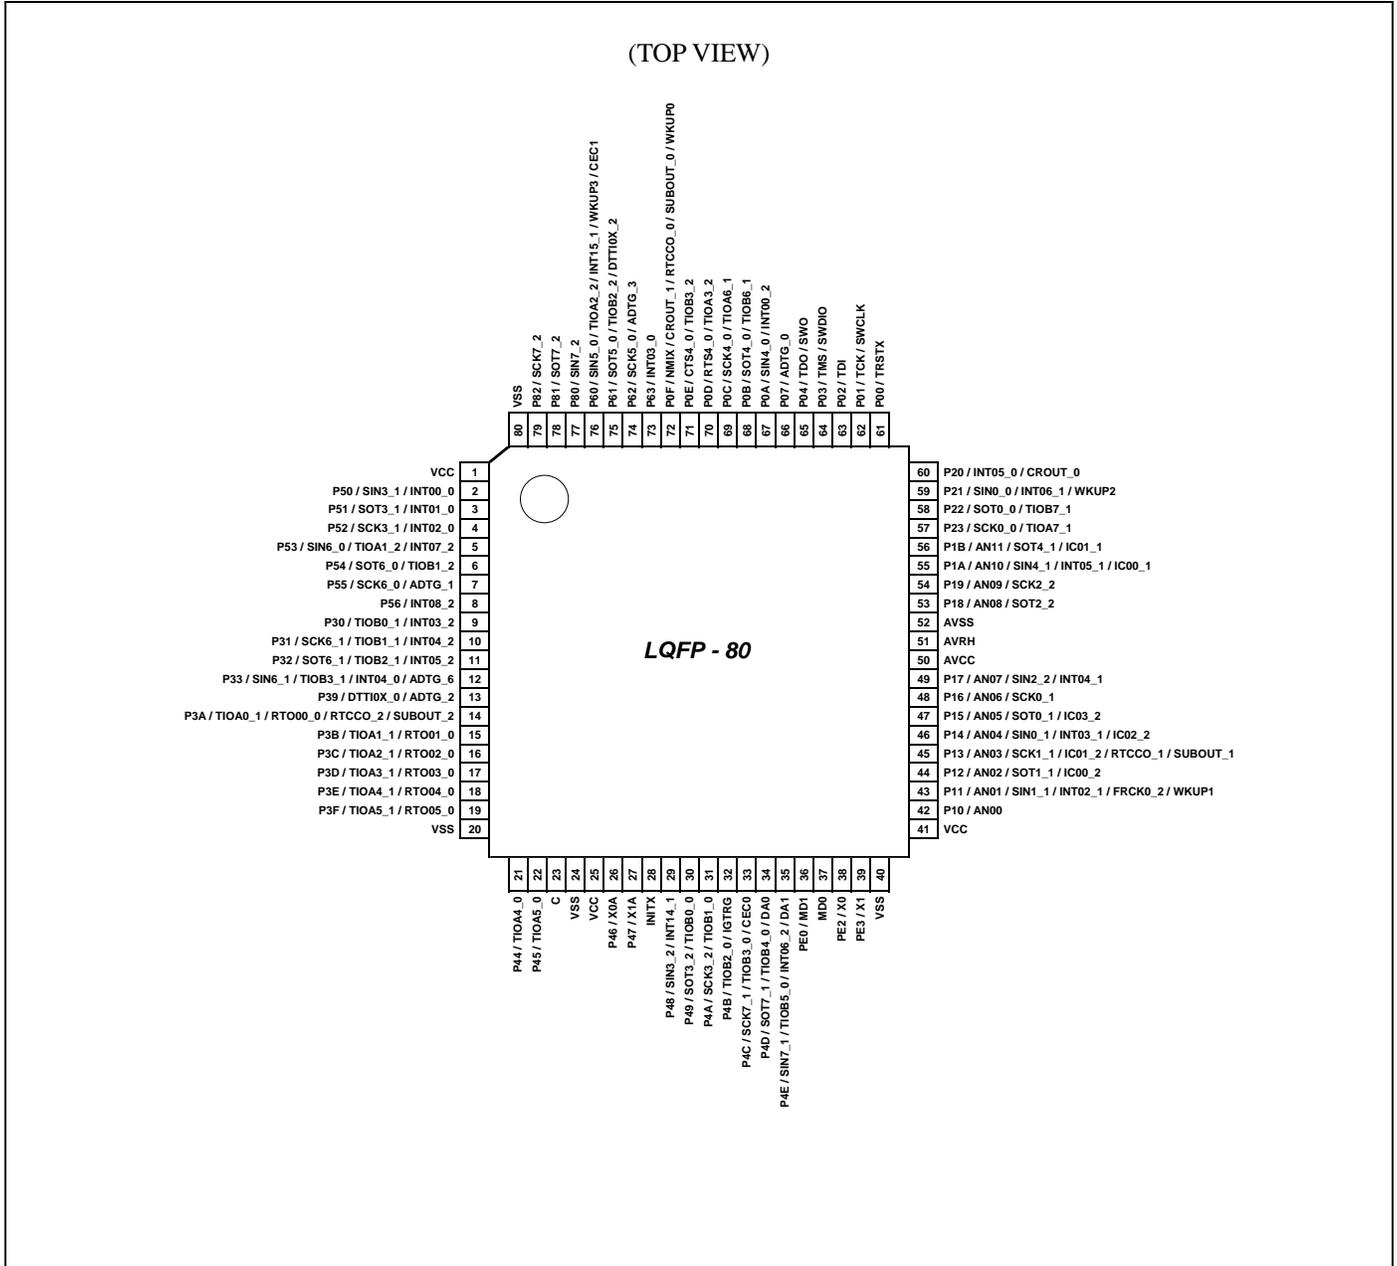 (TOP VIEW)
VSS
P82 / SCK7_2
P81 / SOT7_2
P80 / SIN7_2
P60 / SIN5_0 / TIOA2_2 / INT15_1 / WKUP3 / CEC1
P61 / SOT5_0 / TIOB2_2 / DTTI0X_2
P62 / SCK5_0 / ADTG_3
P63 / INT03_0
P0F / NMIX / CROUT_1 / RTCCO_0 / SUBOUT_0 / WKUP0
P0E / CTS4_0 / TIOB3_2
P0D / RTS4_0 / TIOA3_2
P0C / SCK4_0 / TIOA6_1
P0B / SOT4_0 / TIOB6_1
P0A / SIN4_0 / INT00_2
P07 / ADTG_0
P04 / TDO / SWO
P03 / TMS / SWDIO
P02 / TDI
P01 / TCK / SWCLK
P00 / TRSTX
80
79
78
77
76
75
74
73
72
71
70
69
68
67
66
65
64
63
62
61
VCC 1
P50 / SIN3_1 / INT00_0 2
P51 / SOT3_1 / INT01_0 3
P52 / SCK3_1 / INT02_0 4
P53 / SIN6_0 / TIOA1_2 / INT07_2 5
P54 / SOT6_0 / TIOB1_2 6
P55 / SCK6_0 / ADTG_1 7
P56 / INT08_2 8
P30 / TIOB0_1 / INT03_2 9
P31 / SCK6_1 / TIOB1_1 / INT04_2 10
P32 / SOT6_1 / TIOB2_1 / INT05_2 11
P33 / SIN6_1 / TIOB3_1 / INT04_0 / ADTG_6 12
P39 / DTTI0X_0 / ADTG_2 13
P3A / TIOA0_1 / RTO00_0 / RTCCO_2 / SUBOUT_2 14
P3B / TIOA1_1 / RTO01_0 15
P3C / TIOA2_1 / RTO02_0 16
P3D / TIOA3_1 / RTO03_0 17
P3E / TIOA4_1 / RTO04_0 18
P3F / TIOA5_1 / RTO05_0 19
VSS 20
LQFP - 80
60 P20 / INT05_0 / CROUT_0
59 P21 / SIN0_0 / INT06_1 / WKUP2
58 P22 / SOT0_0 / TIOB7_1
57 P23 / SCK0_0 / TIOA7_1
56 P1B / AN11 / SOT4_1 / IC01_1
55 P1A / AN10 / SIN4_1 / INT05_1 / IC00_1
54 P19 / AN09 / SCK2_2
53 P18 / AN08 / SOT2_2
52 AVSS
51 AVRH
50 AVCC
49 P17 / AN07 / SIN2_2 / INT04_1
48 P16 / AN06 / SCK0_1
47 P15 / AN05 / SOT0_1 / IC03_2
46 P14 / AN04 / SIN0_1 / INT03_1 / IC02_2
45 P13 / AN03 / SCK1_1 / IC01_2 / RTCCO_1 / SUBOUT_1
44 P12 / AN02 / SOT1_1 / IC00_2
43 P11 / AN01 / SIN1_1 / INT02_1 / FRCK0_2 / WKUP1
42 P10 / AN00
41 VCC
21
22
23
24
25
26
27
28
29
30
31
32
33
34
35
36
37
38
39
40
P44 / TIOA4_0
P45 / TIOA5_0
C
VSS
VCC
P46 / X0A
P47 / X1A
INITX
P48 / SIN3_2 / INT14_1
P49 / SOT3_2 / TIOB0_0
P4A / SCK3_2 / TIOB1_0
P4B / TIOB2_0 / IGTRG
P4C / SCK7_1 / TIOB3_0 / CEC0
P4D / SOT7_1 / TIOB4_0 / DA0
P4E / SIN7_1 / TIOB5_0 / INT06_2 / DA1
PE0 / MD1
MD0
PE2 / X0
PE3 / X1
VSS